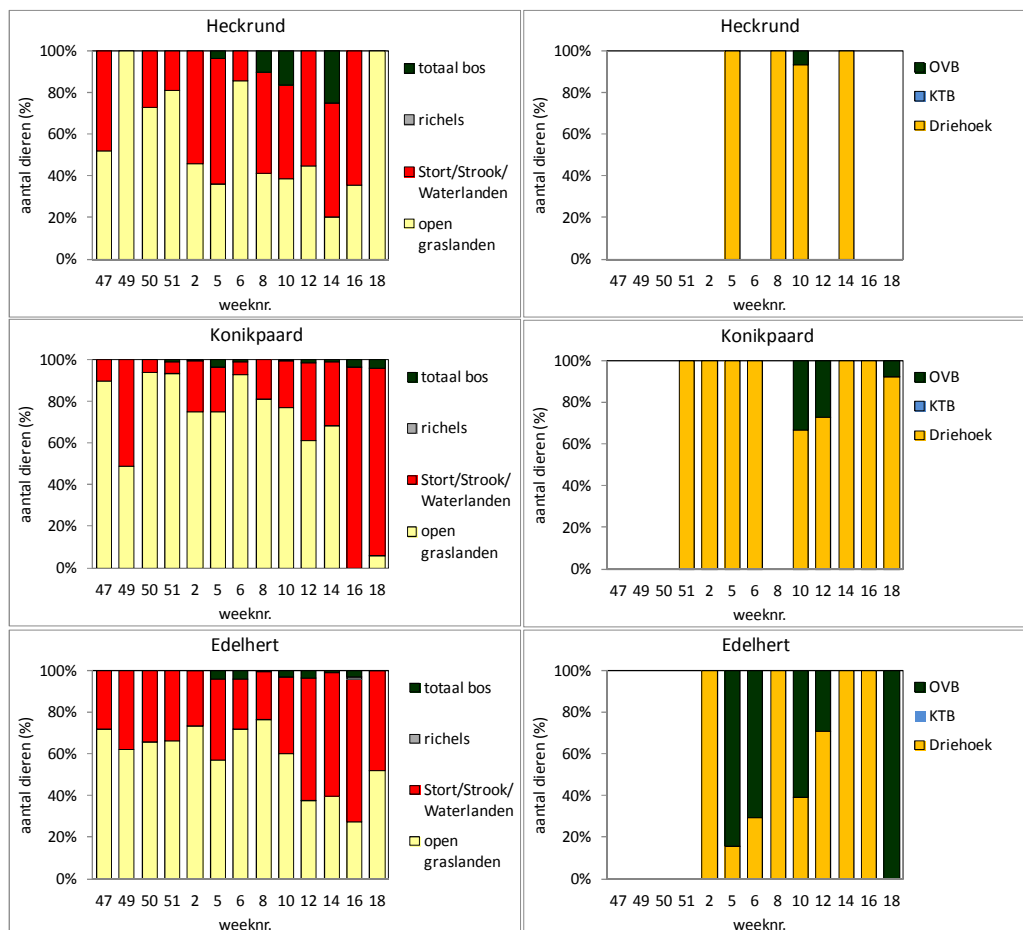 Heckrund
aantal dieren (%)
100%
80%
60%
40%
20%
0%
47 49 50 51 2 5 6 8 10 12 14 16 18
weeknr.
totaal bos
richels
Stort/Strook/
Waterlanden
open
graslanden
aantal dieren (%)
100%
80%
60%
40%
20%
0%
47 49 50 51 2 5 6 8 10 12 14 16 18
weeknr.
OVB
KTB
Driehoek
Konikpaard
aantal dieren (%)
100%
80%
60%
40%
20%
0%
47 49 50 51 2 5 6 8 10 12 14 16 18
weeknr.
totaal bos
richels
Stort/Strook/
Waterlanden
open
graslanden
Konikpaard
aantal dieren (%)
100%
80%
60%
40%
20%
0%
47 49 50 51 2 5 6 8 10 12 14 16 18
weeknr.
OVB
KTB
Driehoek
Edelhert
aantal dieren (%)
100%
80%
60%
40%
20%
0%
47 49 50 51 2 5 6 8 10 12 14 16 18
weeknr.
totaal bos
richels
Stort/Strook/
Waterlanden
open
graslanden
Edelhert
aantal dieren (%)
100%
80%
60%
40%
20%
0%
47 49 50 51 2 5 6 8 10 12 14 16 18
weeknr.
OVB
KTB
Driehoek